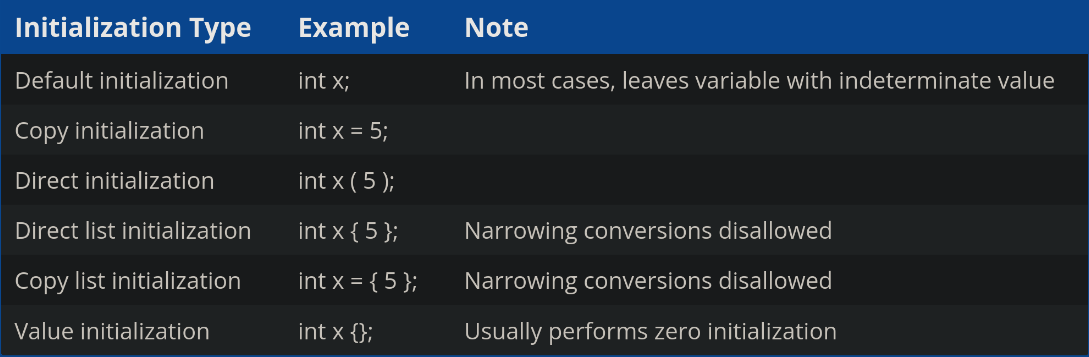 Initialization Type Example Note
Default initialization int x; In most cases, leaves variable with indeterminate value
Copy initialization int x = 5;
Direct initialization int x ( 5 );
Direct list initialization int x { 5 }; Narrowing conversions disallowed
Copy list initialization int x = { 5 }; Narrowing conversions disallowed
Value initialization int x {}; Usually performs zero initialization